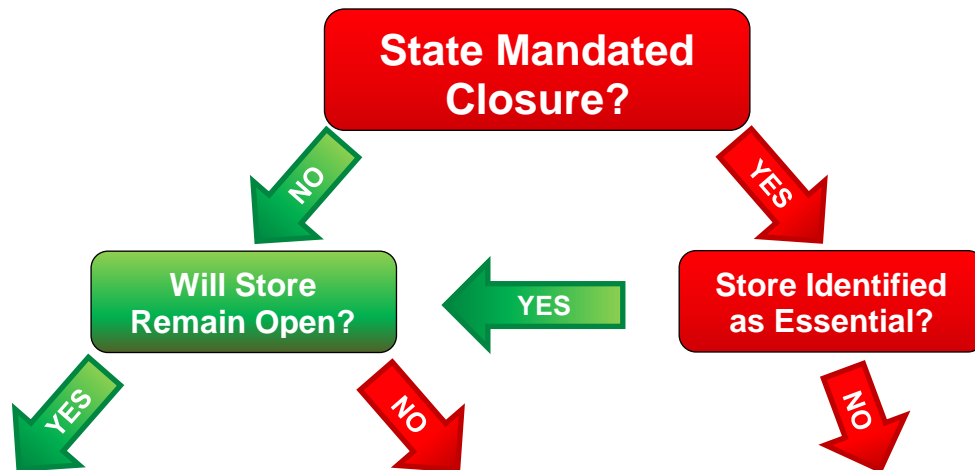 State Mandated
Closure?
NO
YES
Will Store
Remain Open?
YES
Store Identified
as Essential?
YES
NO
NO